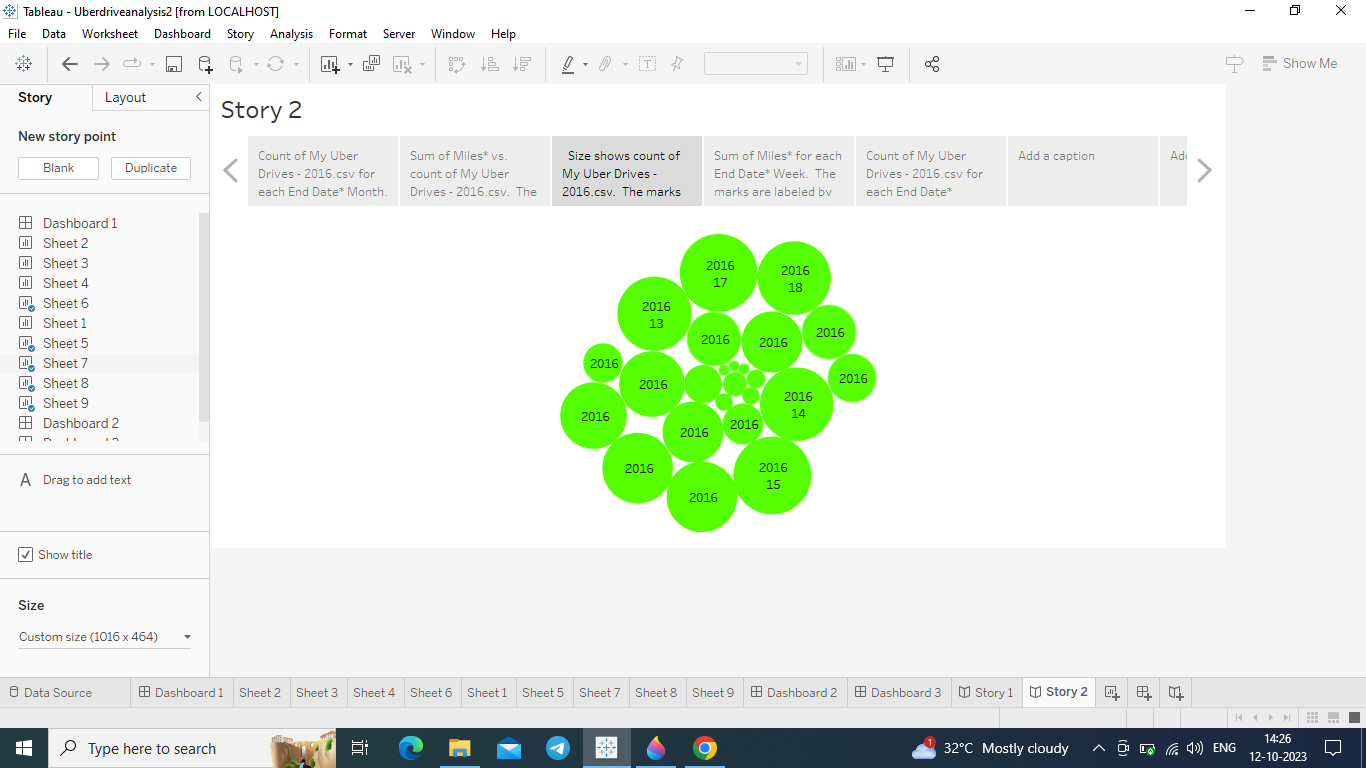 Tableau - Uberdriveanalysis2 [from LOCALHOST]
File Data Worksheet Dashboard Story Analysis Format Server Window Help
Show Me
Story Layout
New story point
Blank Duplicate
Dashboard 1
Sheet 2
Sheet 3
Sheet 4
Sheet 6
Sheet 1
Sheet 5
Sheet 7
Sheet 8
Sheet 9
Dashboard 2
A Drag to add text
Show title
Size
Custom size (1016 x 464)
Story 2
Count of My Uber
Drives - 2016.csv for
each End Date* Month.
Sum of Miles* vs.
count of My Uber
Drives - 2016.csv. The
Size shows count of
My Uber Drives -
2016.csv. The marks
Sum of Miles* for each
End Date* Week. The
marks are labeled by
Count of My Uber
Drives - 2016.csv for
each End Date*
Add a caption
2016
17
2016
18
2016
13
2016
2016
2016
2016
2016
2016
2016
14
2016
2016
2016
2016
2016
15
2016
Data Source Dashboard 1 Sheet 2 Sheet 3 Sheet 4 Sheet 6 Sheet 1 Sheet 5 Sheet 7 Sheet 8 Sheet 9 Dashboard 2 Dashboard 3 Story 1 Story 2
Type here to search
1
32°C Mostly cloudy
ENG
14:26
12-10-2023